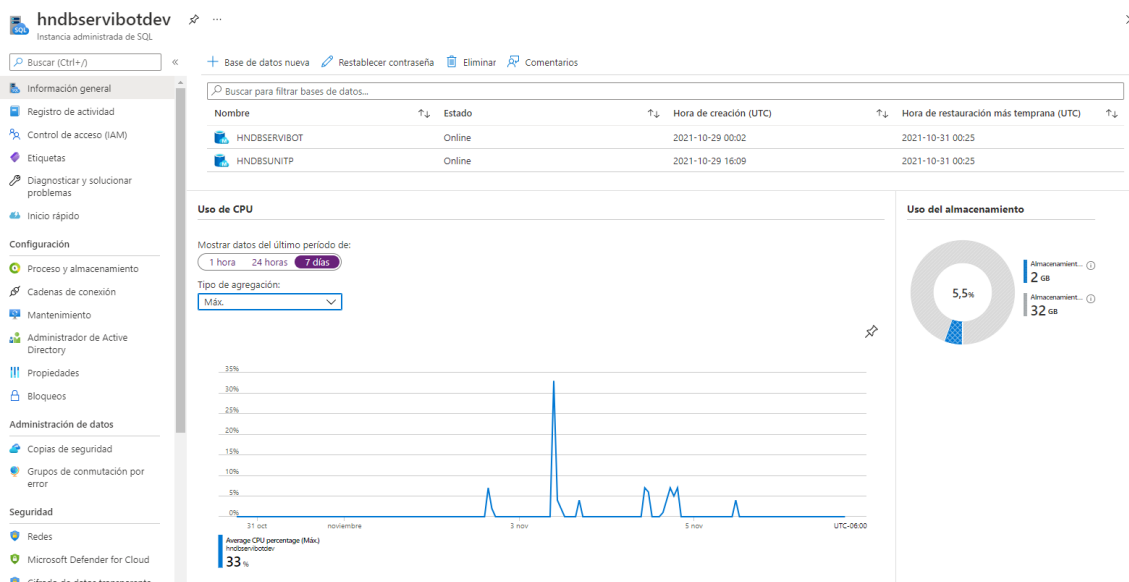 hndbservibotdev
Instancia administrada de SQL
Buscar (Ctrl+/)
Información general
Registro de actividad
Control de acceso (IAM)
Etiquetas
Diagnosticar y solucionar
problemas
Inicio rápido
Configuración
Proceso y almacenamiento
Cadenas de conexión
Mantenimiento
Administrador de Active
Directory
Propiedades
Bloqueos
Administración de datos
Copias de seguridad
Grupos de conmutación por
error
Seguridad
Redes
Microsoft Defender for Cloud
Cifrado de datos transparente
Base de datos nueva Restablecer contraseña Eliminar Comentarios
Buscar para filtrar bases de datos...
Nombre Estado Hora de creación (UTC) Hora de restauración más temprana (UTC)
HNDBSERVIBOT Online 2021-10-29 00:02 2021-10-31 00:25
HNDBSUNITP Online 2021-10-29 16:09 2021-10-31 00:25
Uso de CPU
Mostrar datos del último período de:
1 hora 24 horas 7 días
Tipo de agregación:
Máx.
35%
30%
25%
20%
15%
10%
5%
0%
31 oct noviembre 3 nov 5 nov UTC-06:00
Average CPU percentage (Máx.)
hndbservibotdev
33 %
Uso del almacenamiento
5,5%
Almacenamient...
2 GB
Almacenamient...
32 GB